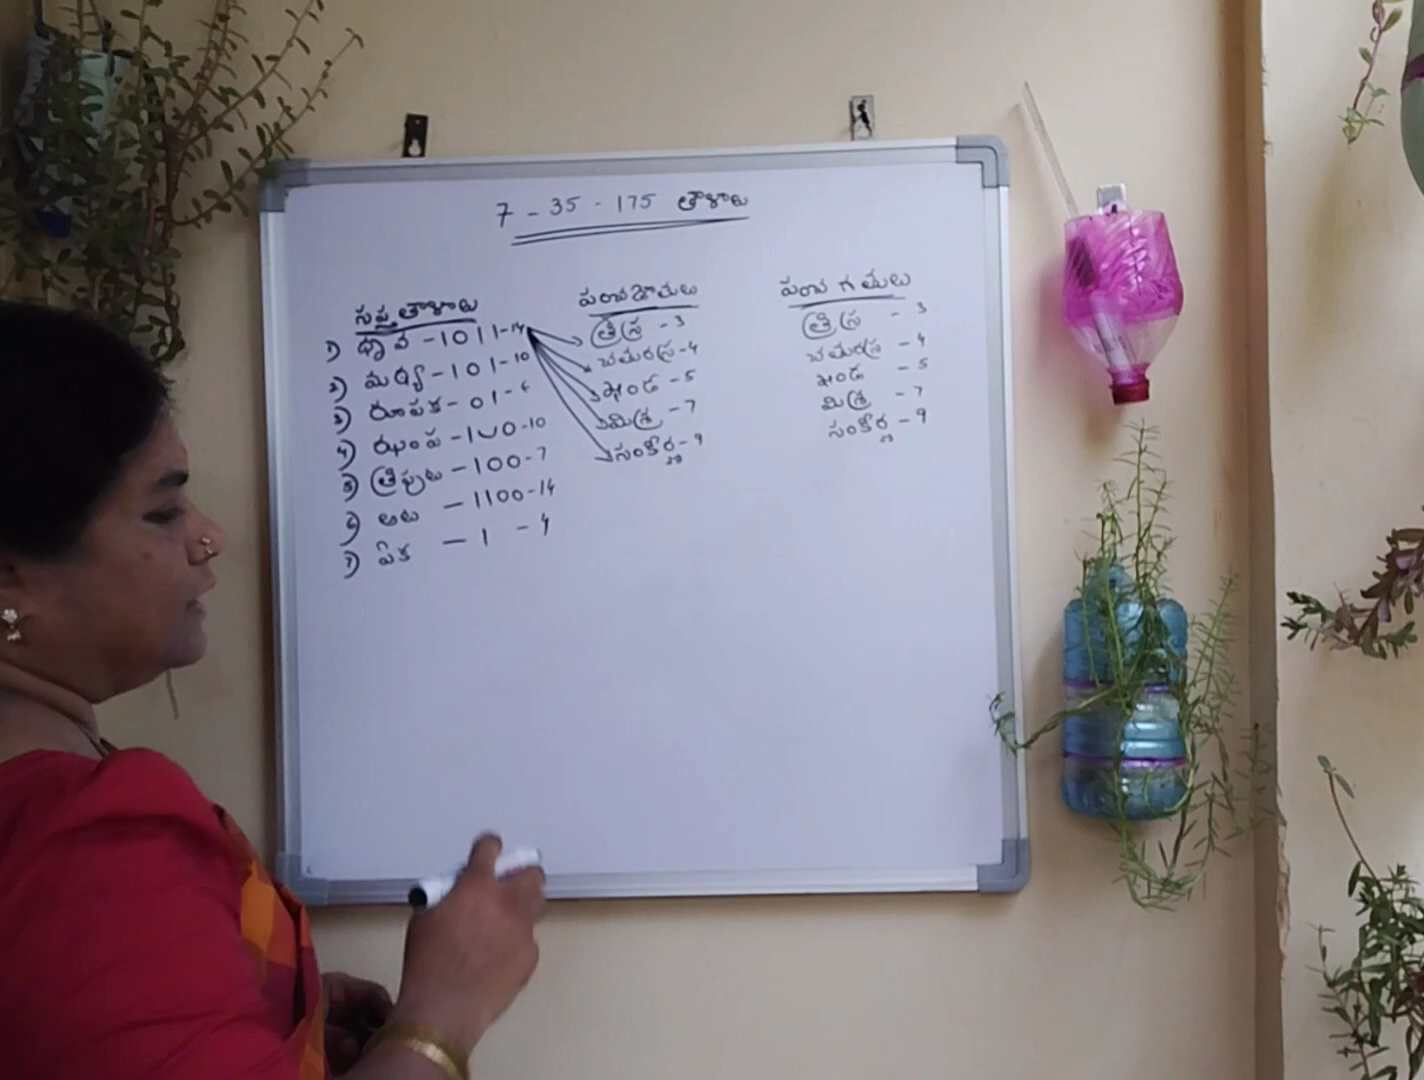 7 - 35 - 175 తాళాలు
సప్త తాళాలు
1) ధ్రువ - 1011 - 14
2) మఠ్య - 101 - 10
3) రూపక - 01 - 6
4) ఝంప - 1U0 - 10
5) త్రిపుట - 100 - 7
6) అట - 1100 - 14
7) ఏక - 1 - 4
పంచజాతులు
త్రిస్ర - 3
చతురస్ర - 4
ఖండ - 5
మిశ్ర - 7
సంకీర్ణ - 9
పంచ గతులు
త్రిస్ర - 3
చతురస్ర - 4
ఖండ - 5
మిశ్ర - 7
సంకీర్ణ - 9